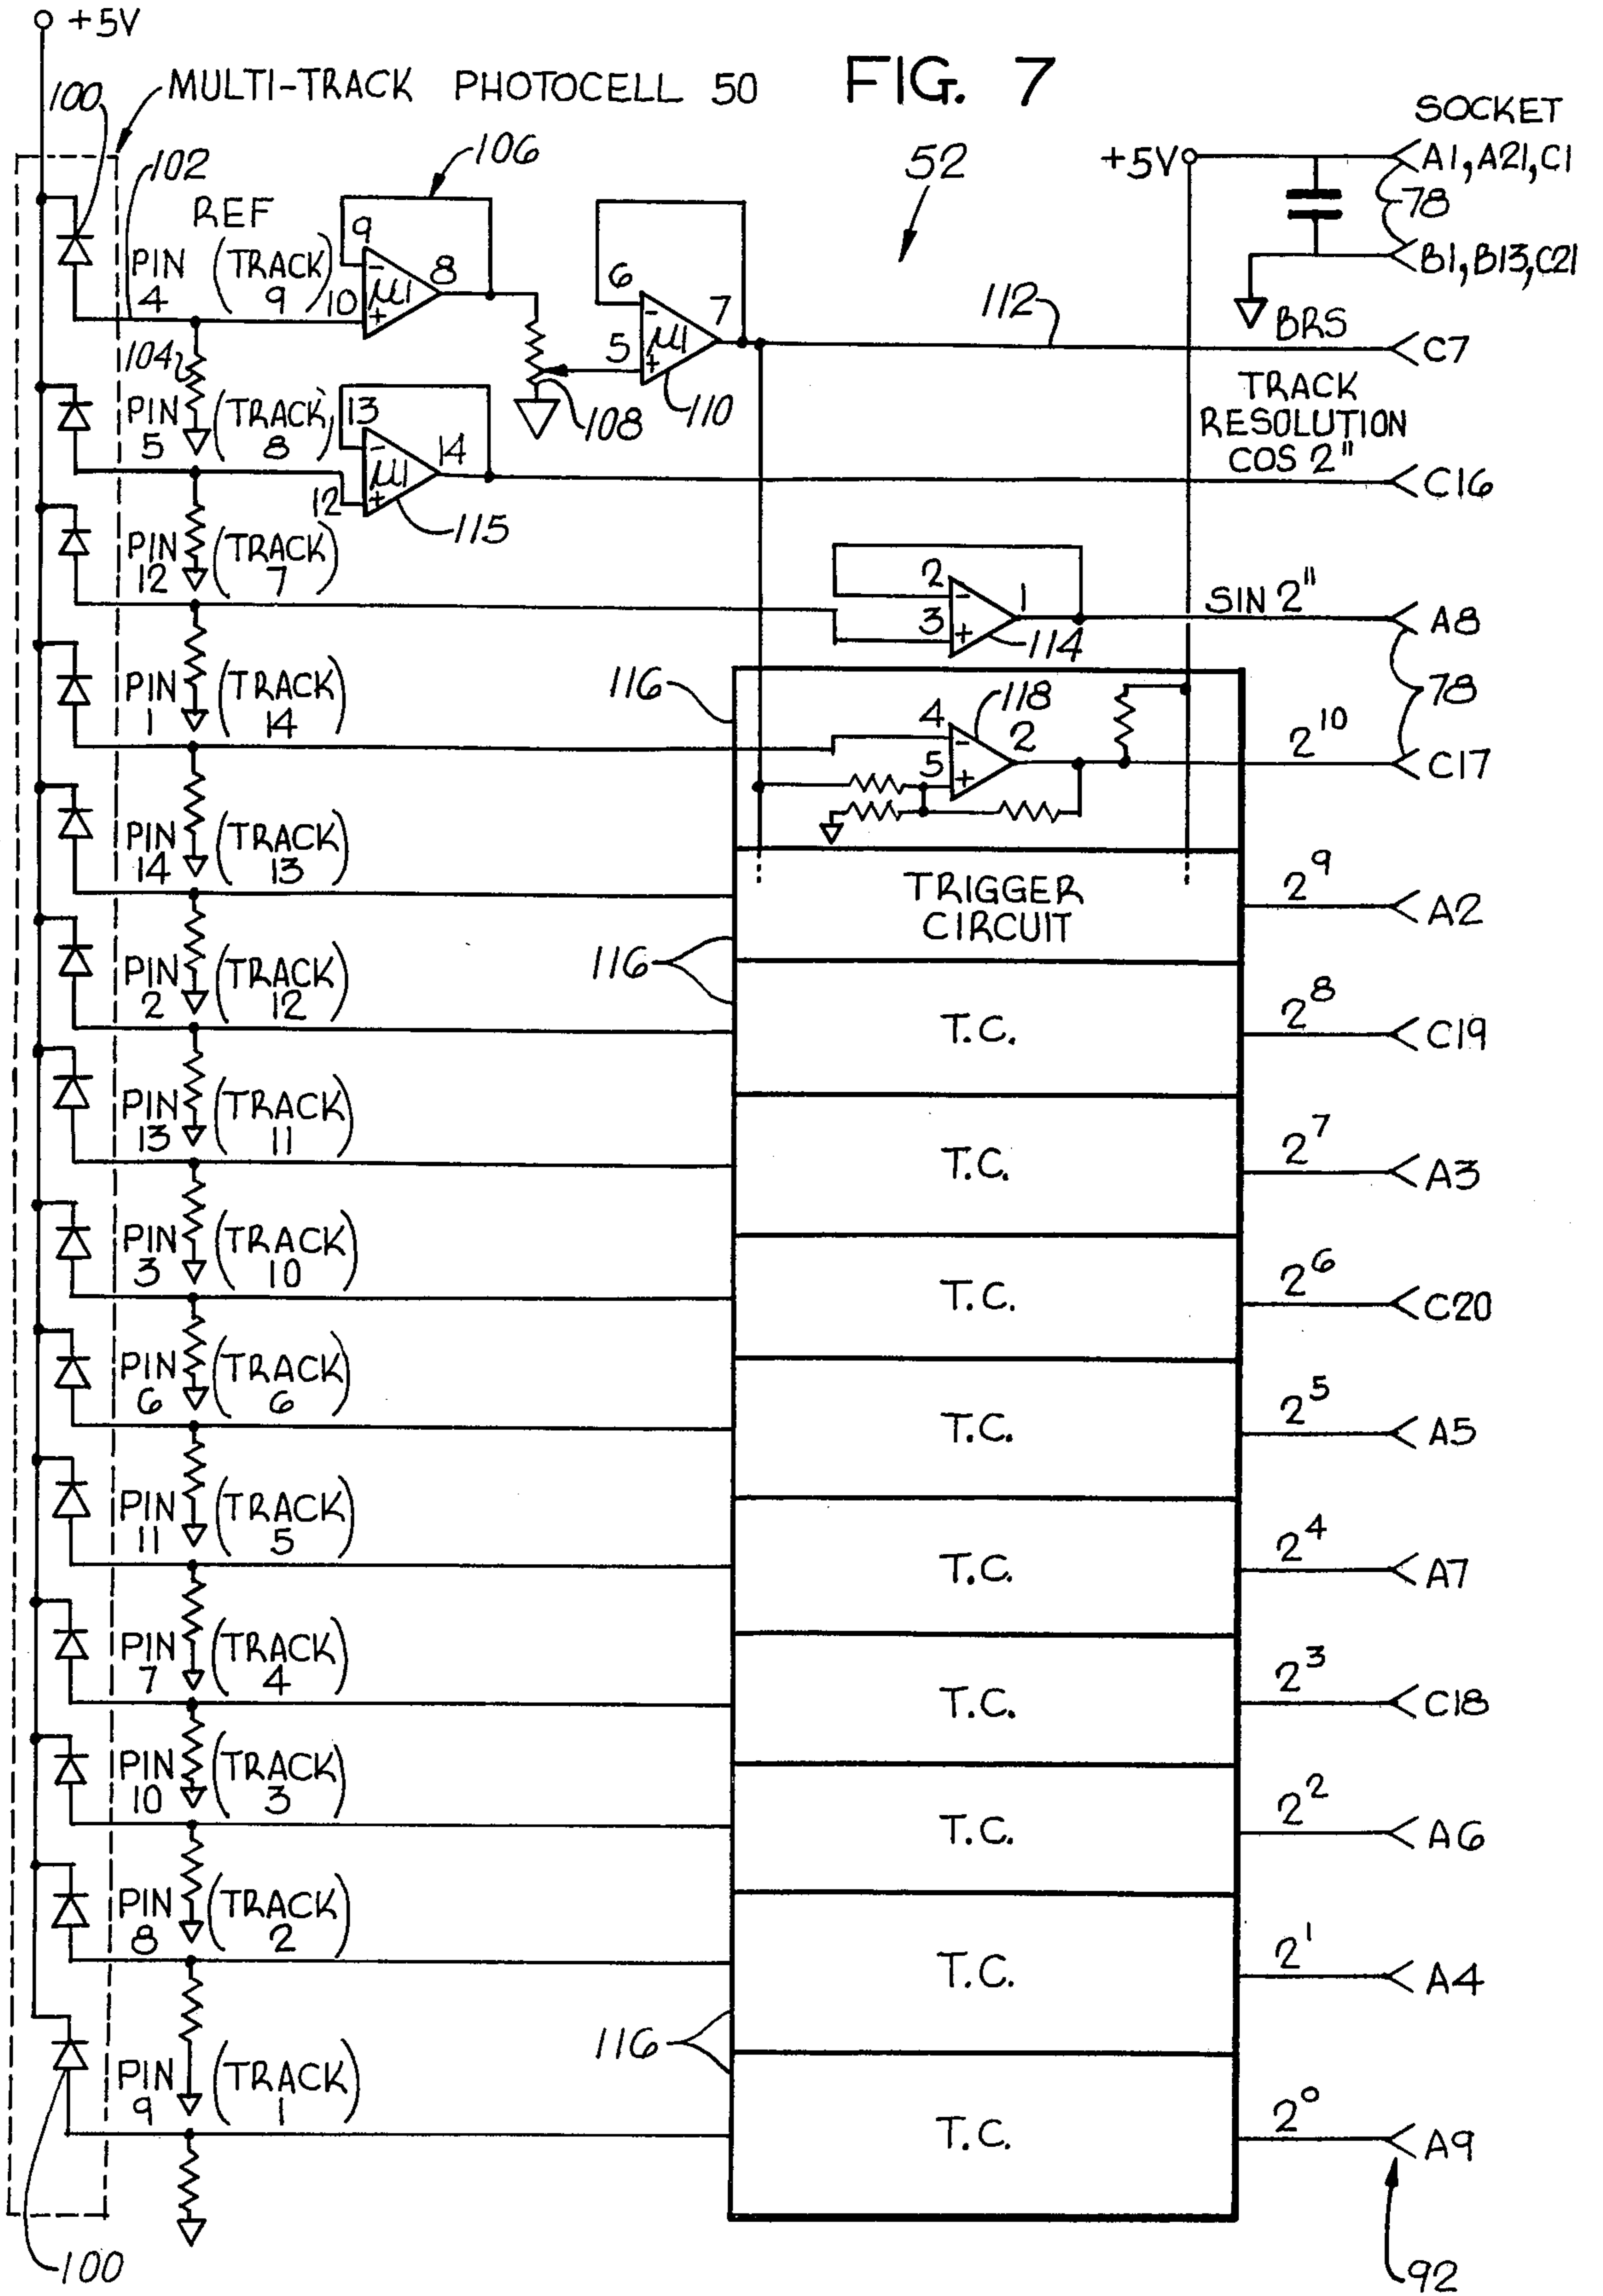 +5V
FIG. 7
MULTI-TRACK PHOTOCELL 50
100
SOCKET
102
106
52
+5V
A1, A21, C1
78
B1, B13, C21
REF
PIN 4
(TRACK 9)
9
-
10
+
μ1
8
6
-
5
+
μ1
7
112
BRS
C7
104
108
110
PIN 5
(TRACK 8)
13
-
12
+
μ1
14
115
TRACK
RESOLUTION
COS 2"
C16
PIN 12
(TRACK 7)
2
-
3
+
1
114
SIN 2"
A8
78
PIN 1
(TRACK 14)
116
4
-
5
+
118
2
2^10
C17
PIN 14
(TRACK 13)
TRIGGER
CIRCUIT
2^9
A2
116
PIN 2
(TRACK 12)
T.C.
2^8
C19
PIN 13
(TRACK 11)
T.C.
2^7
A3
PIN 3
(TRACK 10)
T.C.
2^6
C20
PIN 6
(TRACK 6)
T.C.
2^5
A5
PIN 11
(TRACK 5)
T.C.
2^4
A7
PIN 7
(TRACK 4)
T.C.
2^3
C18
PIN 10
(TRACK 3)
T.C.
2^2
A6
PIN 8
(TRACK 2)
T.C.
2^1
A4
116
PIN 9
(TRACK 1)
T.C.
2^0
A9
100
92